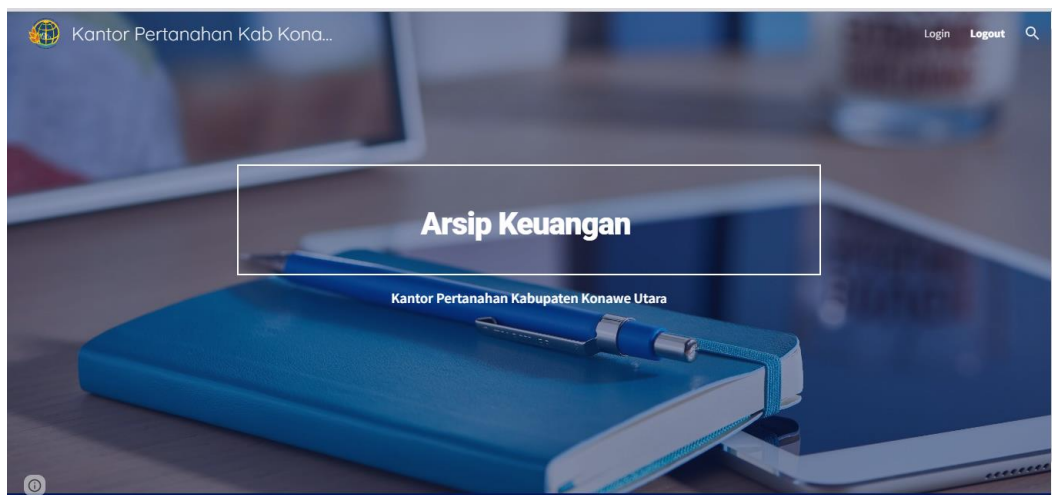 Kantor Pertanahan Kab Kona...
Login Logout
Arsip Keuangan
Kantor Pertanahan Kabupaten Konawe Utara